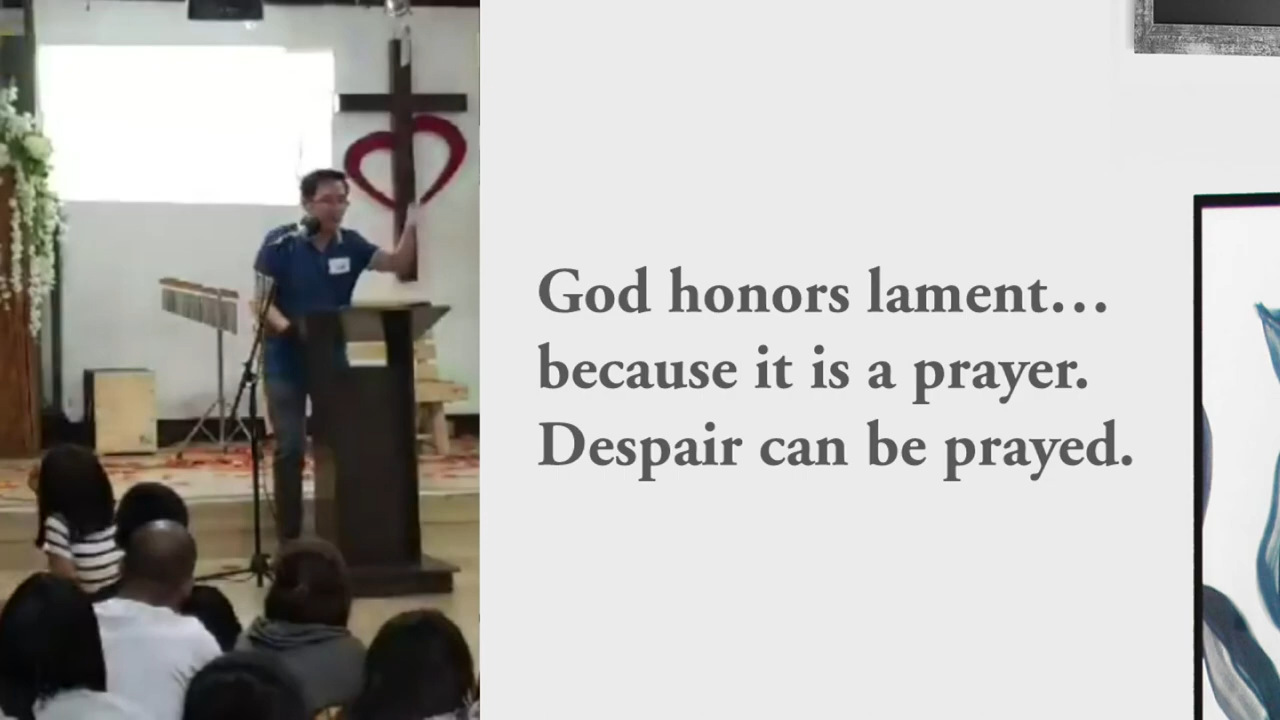 God honors lament…
because it is a prayer.
Despair can be prayed.